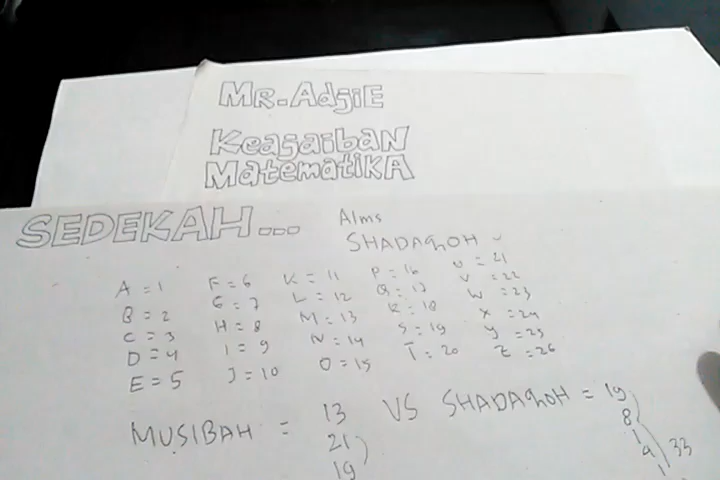 MR-AdjiE
Keajaiban
MatematiKA
SEDEKAH...
Alms
SHADAqOH
A = 1 F = 6 K = 11 P = 16 U = 21
B = 2 G = 7 L = 12 Q = 17 V = 22
C = 3 H = 8 M = 13 R = 18 W = 23
D = 4 I = 9 N = 14 S = 19 X = 24
E = 5 J = 10 O = 15 T = 20 Y = 25
Z = 26
MUSIBAH = 13 VS SHADAqOH = 19
21 8
19 1
4 33
1